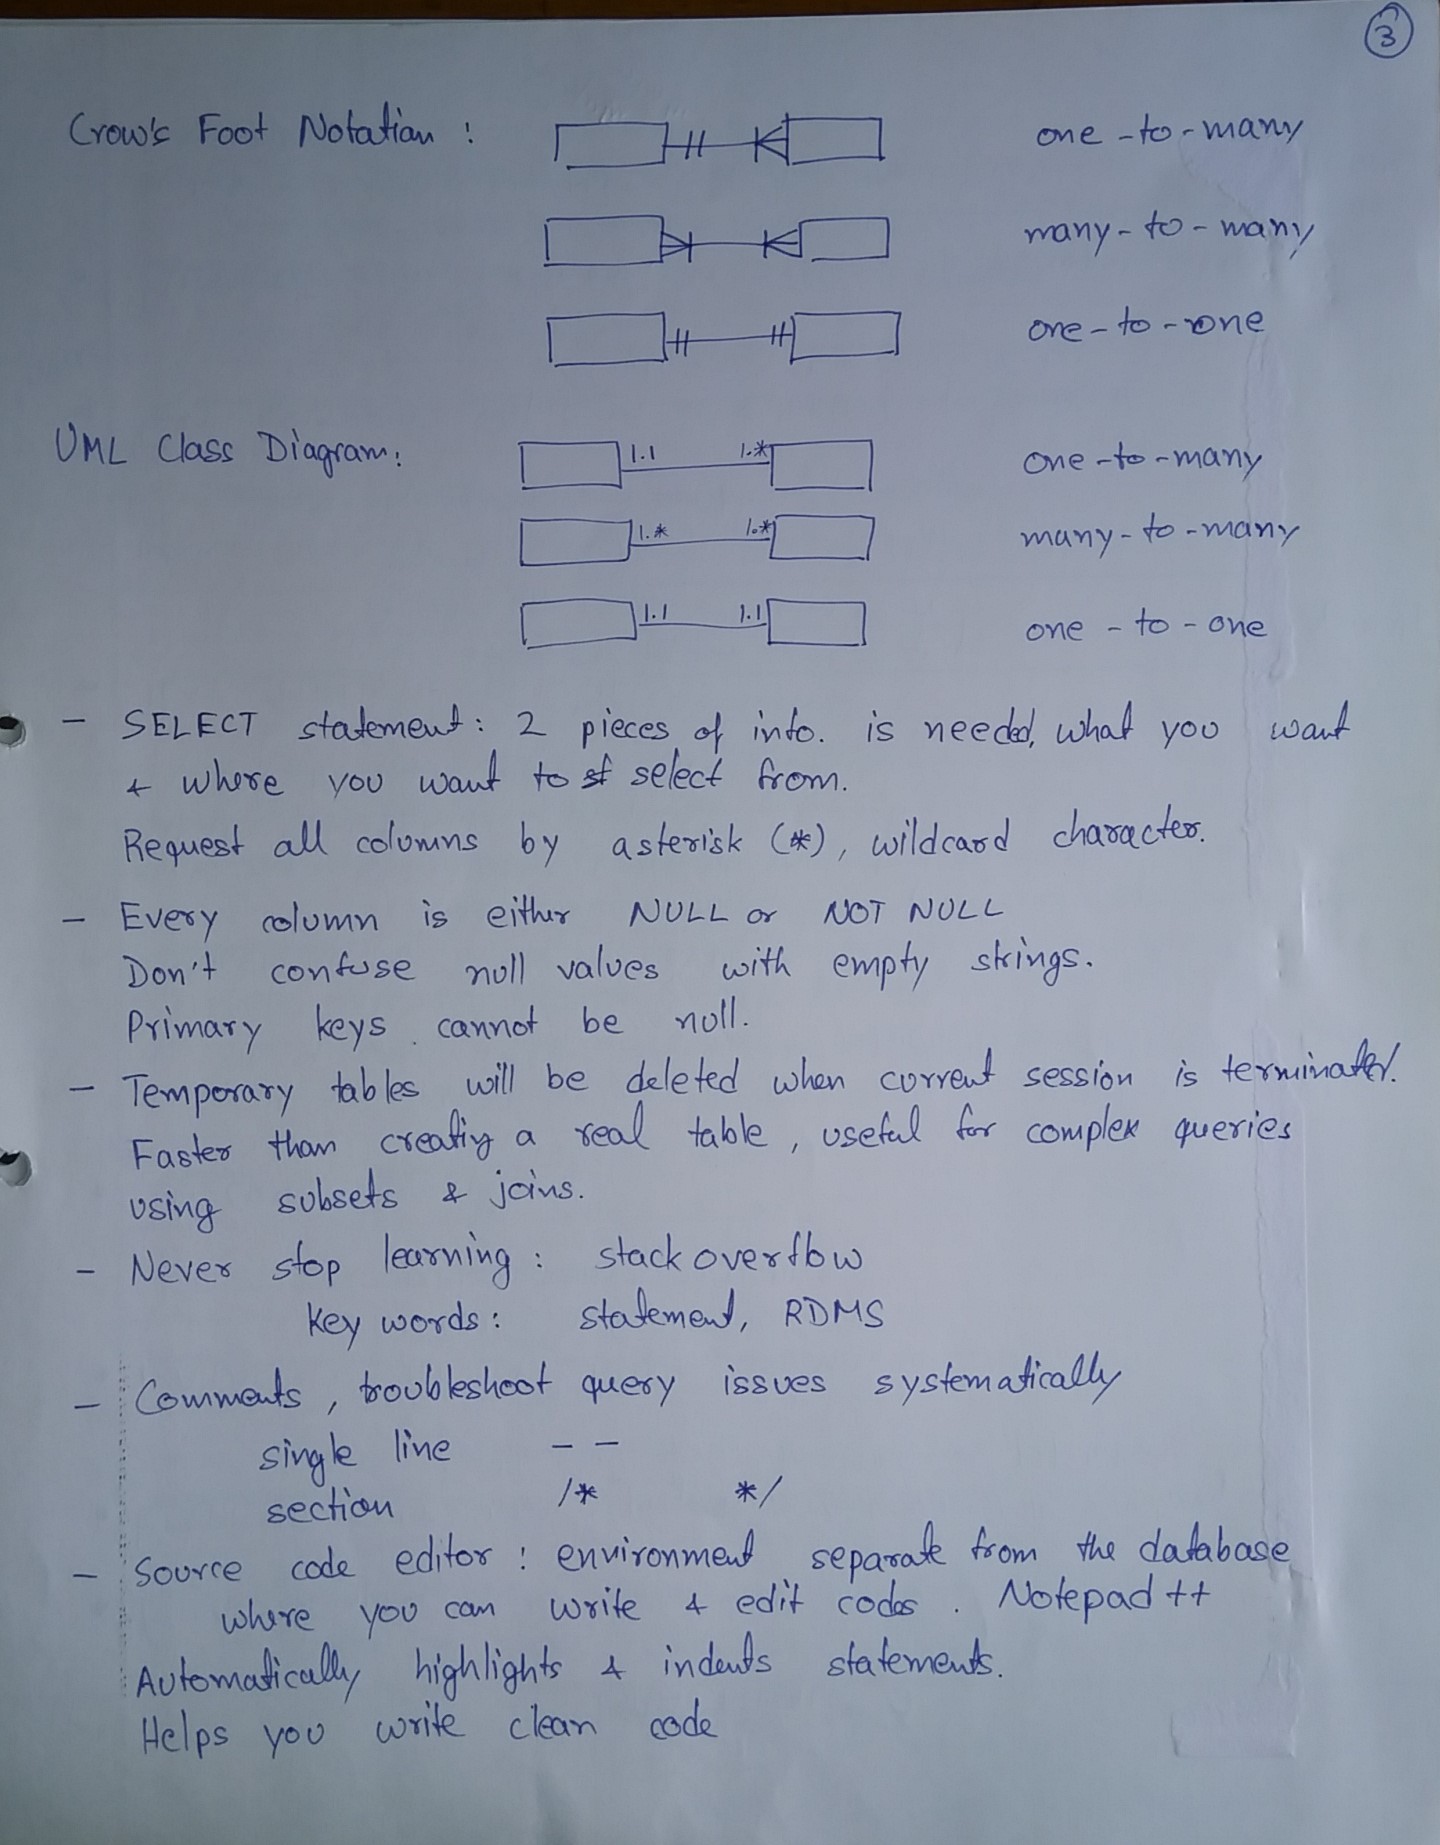 3
Crow's Foot Notation : one-to-many
many-to-many
one-to-one
UML Class Diagram: 1.1 1.* one-to-many
1.* 1.* many-to-many
1.1 1.1 one-to-one
- SELECT statement: 2 pieces of info. is needed, what you want
& where you want to select from.
Request all columns by asterisk (*), wildcard character.
- Every column is either NULL or NOT NULL
Don't confuse null values with empty strings.
Primary keys cannot be null.
- Temporary tables will be deleted when current session is terminated.
Faster than creating a real table, useful for complex queries
using subsets & joins.
- Never stop learning : stack overflow
Key words : statement, RDMS
- Comments, troubleshoot query issues systematically
single line --
section /* */
- Source code editor : environment separate from the database
where you can write & edit codes. Notepad ++
Automatically highlights & indents statements.
Helps you write clean code